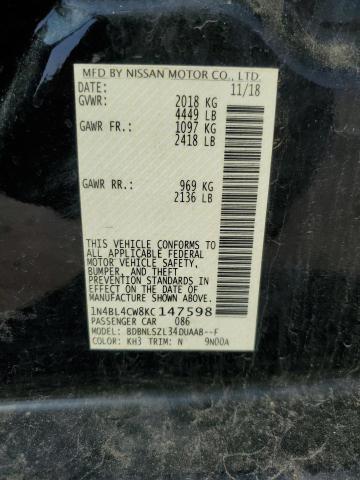 MFD BY NISSAN MOTOR CO., LTD.
DATE: 11/18
GVWR: 2018 KG
4449 LB
GAWR FR.: 1097 KG
2418 LB
GAWR RR.: 969 KG
2136 LB
THIS VEHICLE CONFORMS TO
ALL APPLICABLE FEDERAL
MOTOR VEHICLE SAFETY,
BUMPER, AND THEFT
PREVENTION STANDARDS IN
EFFECT ON THE DATE OF
MANUFACTURE SHOWN ABOVE.
1N4BL4CW8KC147598
PASSENGER CAR 086
MODEL: BDBNLSZL34DUAAB--F
COLOR: KH3 TRIM: N 9N00A